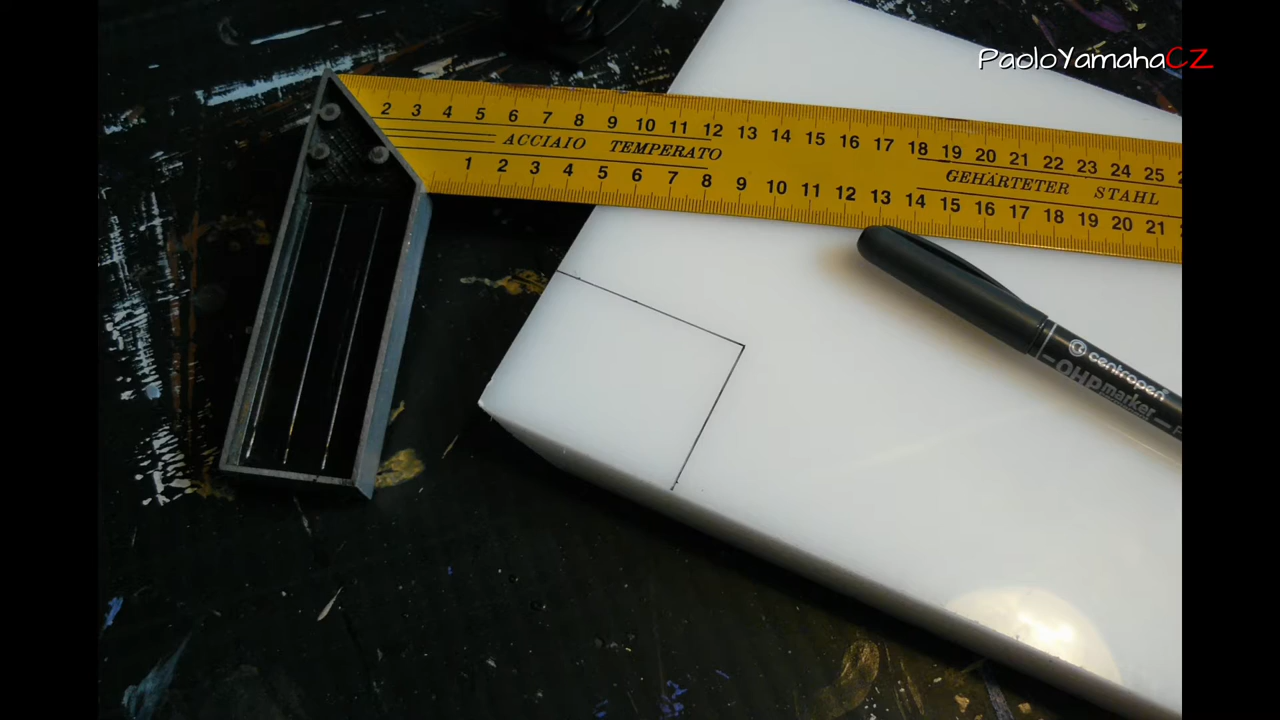 PaoloYamahaCZ
2 3 4 5 6 7 8 9 10 11 12 13 14 15 16 17 18 19 20 21 22 23 24 25
ACCIAIO TEMPERATO
GEHÄRTETER STAHL
1 2 3 4 5 6 7 8 9 10 11 12 13 14 15 16 17 18 19 20 21
centropen
OHP marker